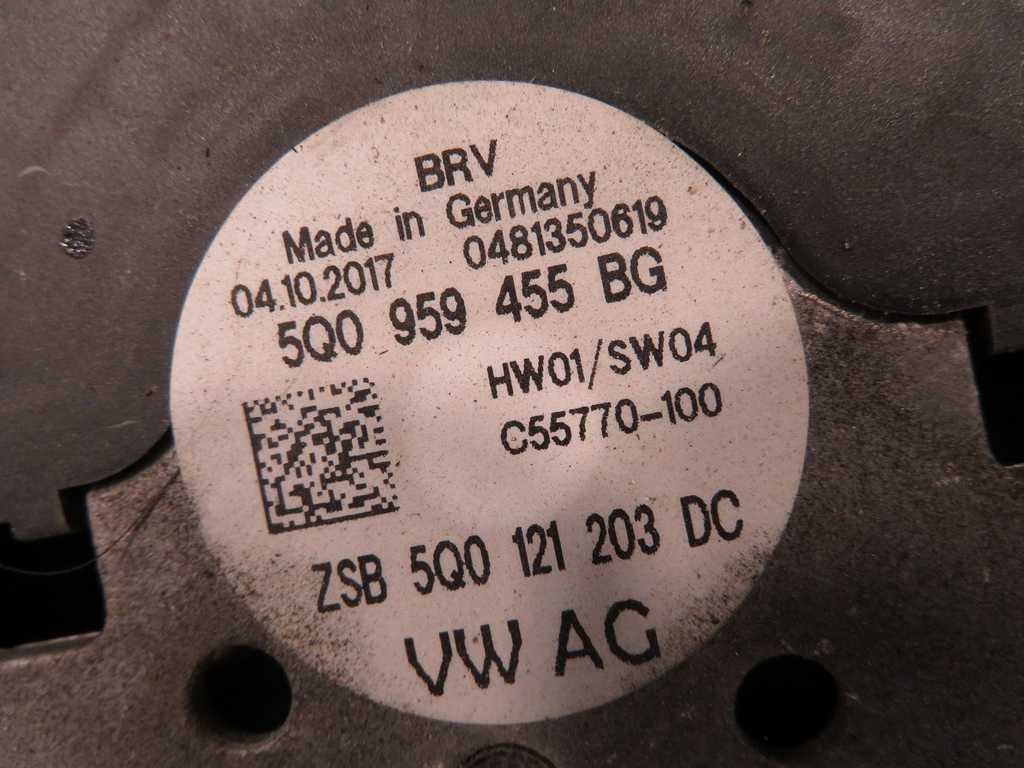 BRV
Made in Germany
04.10.2017 0481350619
5Q0 959 455 BG
HW01/SW04
C55770-100
ZSB 5Q0 121 203 DC
VW AG